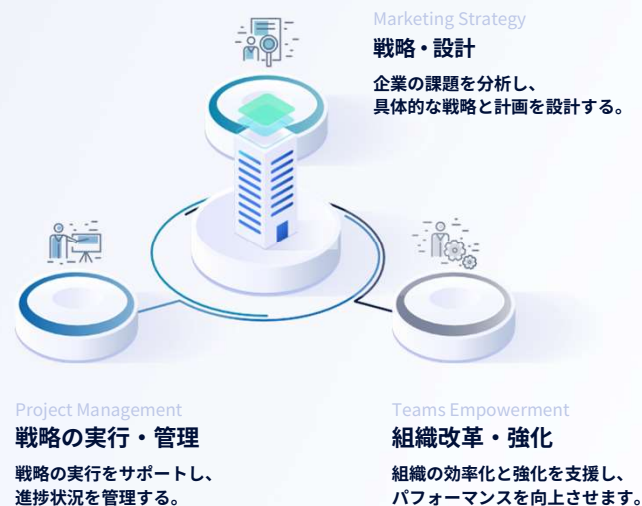 Marketing Strategy
戦略・設計
企業の課題を分析し、
具体的な戦略と計画を設計する。
Project Management
戦略の実行・管理
戦略の実行をサポートし、
進捗状況を管理する。
Teams Empowerment
組織改革・強化
組織の効率化と強化を支援し、
パフォーマンスを向上させます。